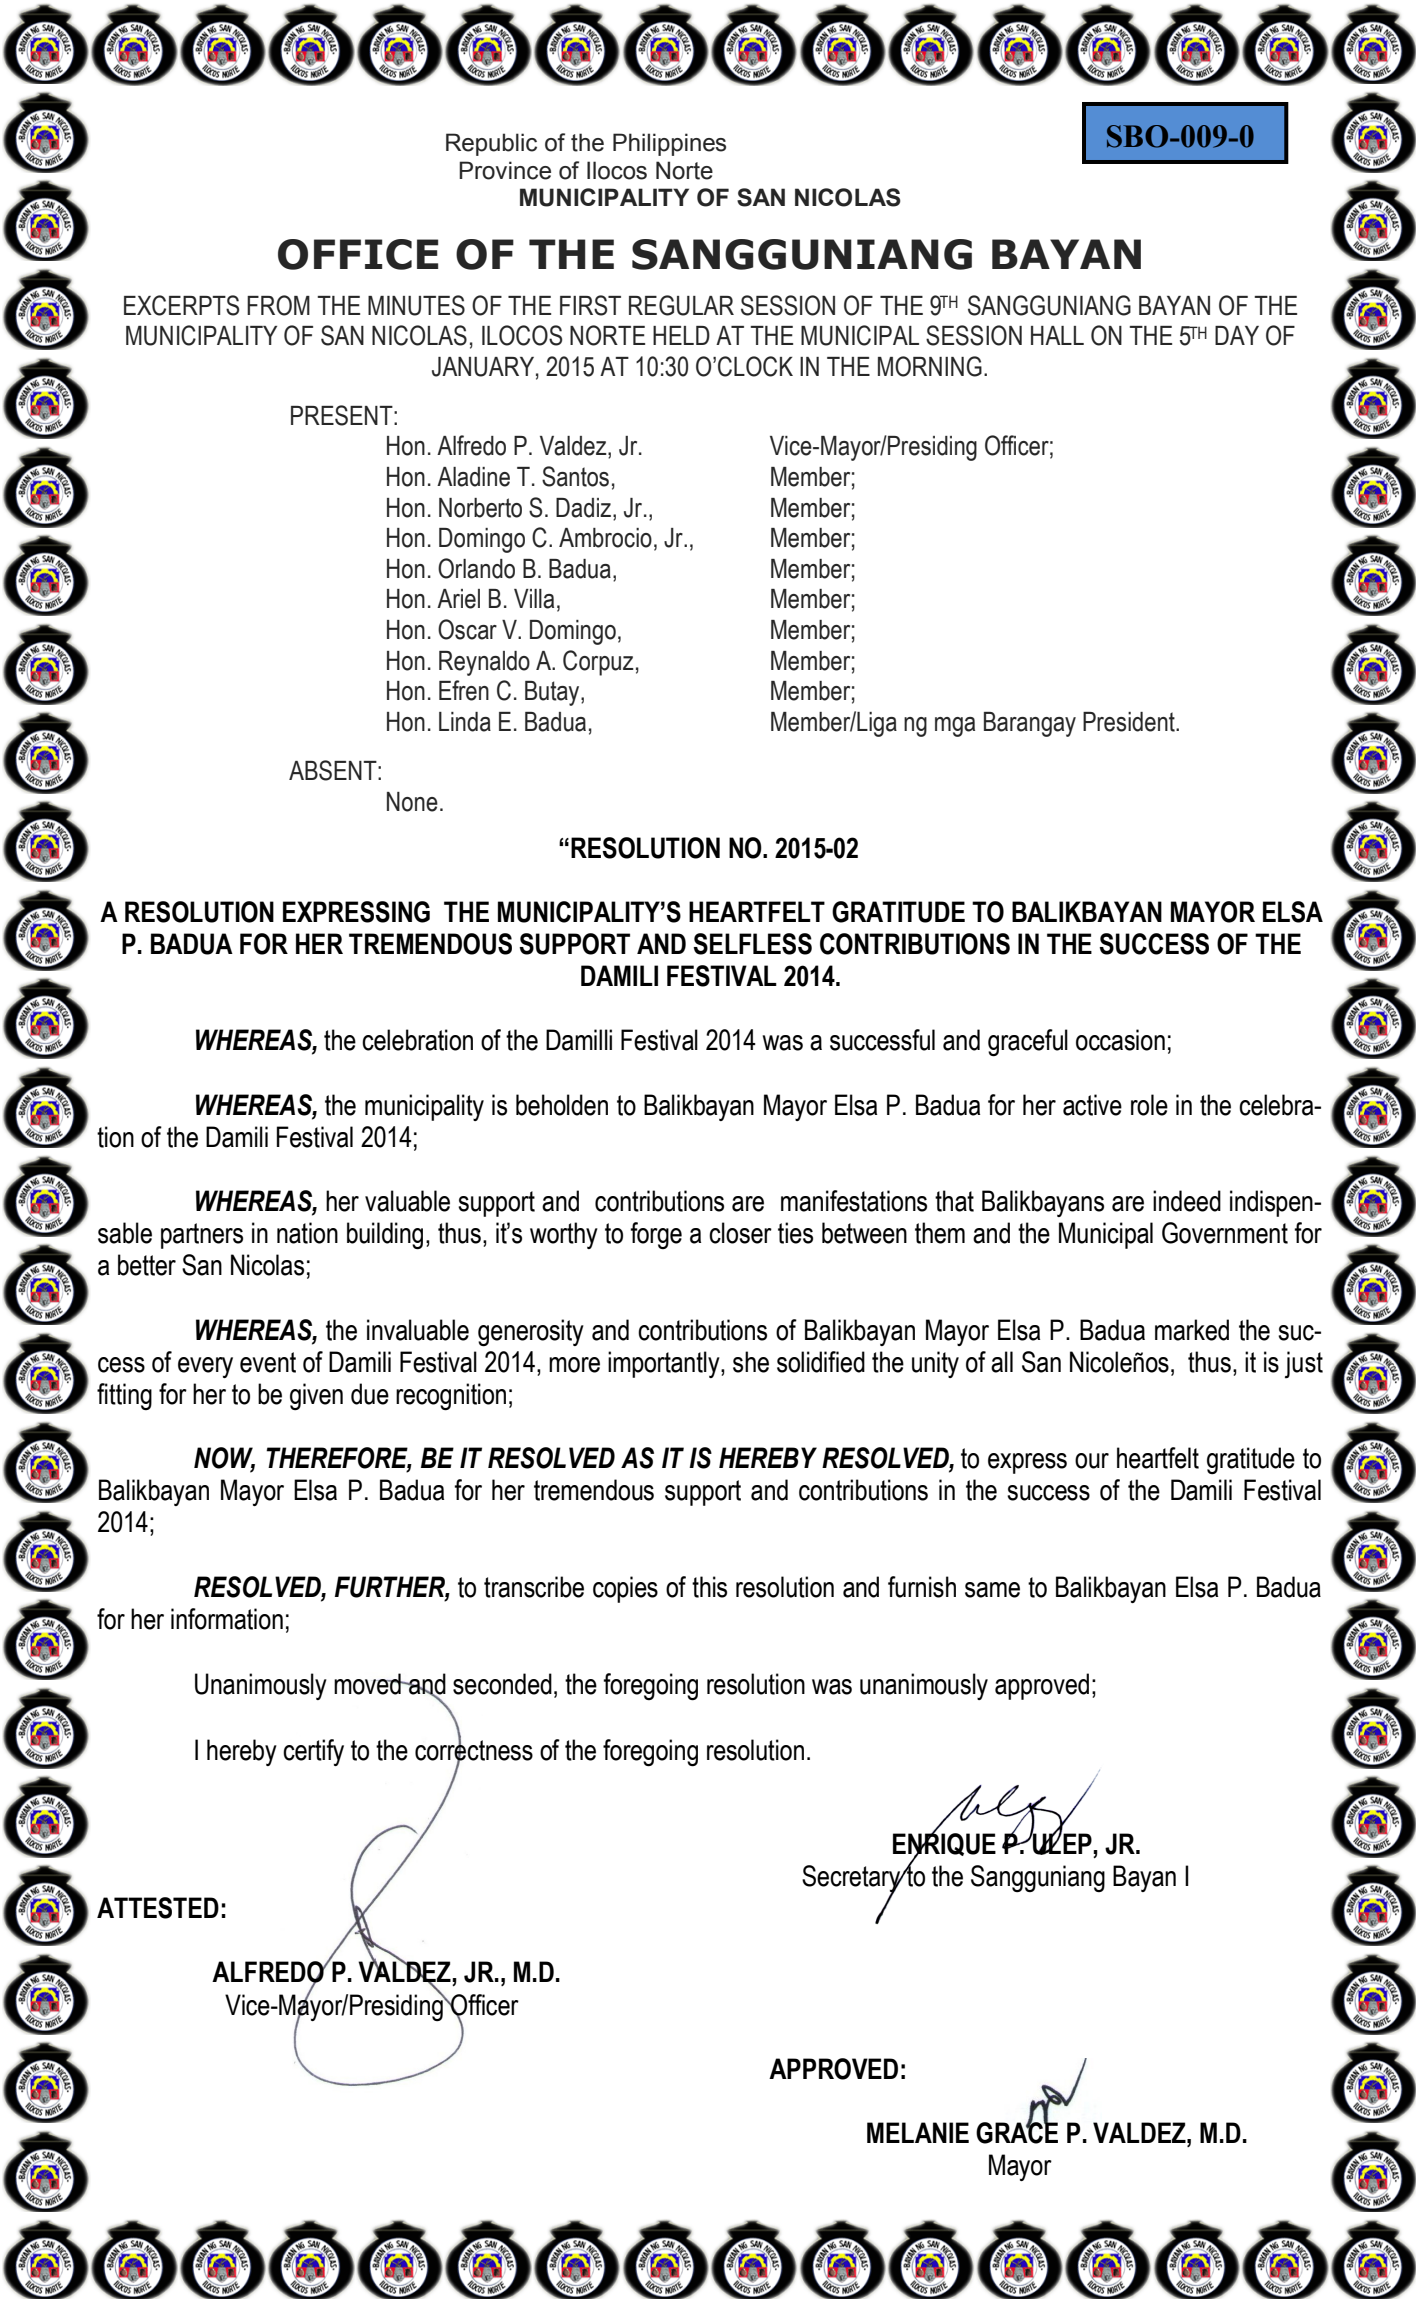 SBO-009-0
Republic of the Philippines
Province of Ilocos Norte
MUNICIPALITY OF SAN NICOLAS
OFFICE OF THE SANGGUNIANG BAYAN
EXCERPTS FROM THE MINUTES OF THE FIRST REGULAR SESSION OF THE 9TH SANGGUNIANG BAYAN OF THE
MUNICIPALITY OF SAN NICOLAS, ILOCOS NORTE HELD AT THE MUNICIPAL SESSION HALL ON THE 5TH DAY OF
JANUARY, 2015 AT 10:30 O’CLOCK IN THE MORNING.
PRESENT:
Hon. Alfredo P. Valdez, Jr. Vice-Mayor/Presiding Officer;
Hon. Aladine T. Santos, Member;
Hon. Norberto S. Dadiz, Jr., Member;
Hon. Domingo C. Ambrocio, Jr., Member;
Hon. Orlando B. Badua, Member;
Hon. Ariel B. Villa, Member;
Hon. Oscar V. Domingo, Member;
Hon. Reynaldo A. Corpuz, Member;
Hon. Efren C. Butay, Member;
Hon. Linda E. Badua, Member/Liga ng mga Barangay President.
ABSENT:
None.
“RESOLUTION NO. 2015-02
A RESOLUTION EXPRESSING THE MUNICIPALITY’S HEARTFELT GRATITUDE TO BALIKBAYAN MAYOR ELSA
P. BADUA FOR HER TREMENDOUS SUPPORT AND SELFLESS CONTRIBUTIONS IN THE SUCCESS OF THE
DAMILI FESTIVAL 2014.
WHEREAS, the celebration of the Damilli Festival 2014 was a successful and graceful occasion;
WHEREAS, the municipality is beholden to Balikbayan Mayor Elsa P. Badua for her active role in the celebra-
tion of the Damili Festival 2014;
WHEREAS, her valuable support and contributions are manifestations that Balikbayans are indeed indispen-
sable partners in nation building, thus, it’s worthy to forge a closer ties between them and the Municipal Government for
a better San Nicolas;
WHEREAS, the invaluable generosity and contributions of Balikbayan Mayor Elsa P. Badua marked the suc-
cess of every event of Damili Festival 2014, more importantly, she solidified the unity of all San Nicoleños, thus, it is just
fitting for her to be given due recognition;
NOW, THEREFORE, BE IT RESOLVED AS IT IS HEREBY RESOLVED, to express our heartfelt gratitude to
Balikbayan Mayor Elsa P. Badua for her tremendous support and contributions in the success of the Damili Festival
2014;
RESOLVED, FURTHER, to transcribe copies of this resolution and furnish same to Balikbayan Elsa P. Badua
for her information;
Unanimously moved and seconded, the foregoing resolution was unanimously approved;
I hereby certify to the correctness of the foregoing resolution.
ENRIQUE P. ULEP, JR.
Secretary to the Sangguniang Bayan I
ATTESTED:
ALFREDO P. VALDEZ, JR., M.D.
Vice-Mayor/Presiding Officer
APPROVED:
MELANIE GRACE P. VALDEZ, M.D.
Mayor